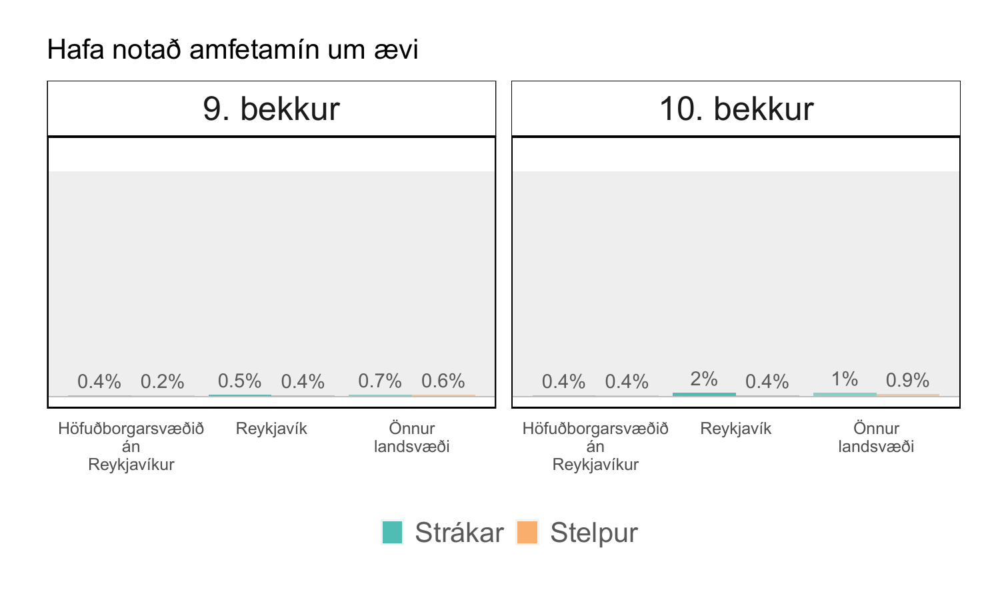 Hafa notað amfetamín um ævi
9. bekkur
0.4% 0.2% 0.5% 0.4% 0.7% 0.6%
Höfuðborgarsvæðið
án
Reykjavíkur
Reykjavík
Önnur
landsvæði
10. bekkur
0.4% 0.4% 2% 0.4% 1% 0.9%
Höfuðborgarsvæðið
án
Reykjavíkur
Reykjavík
Önnur
landsvæði
Strákar Stelpur